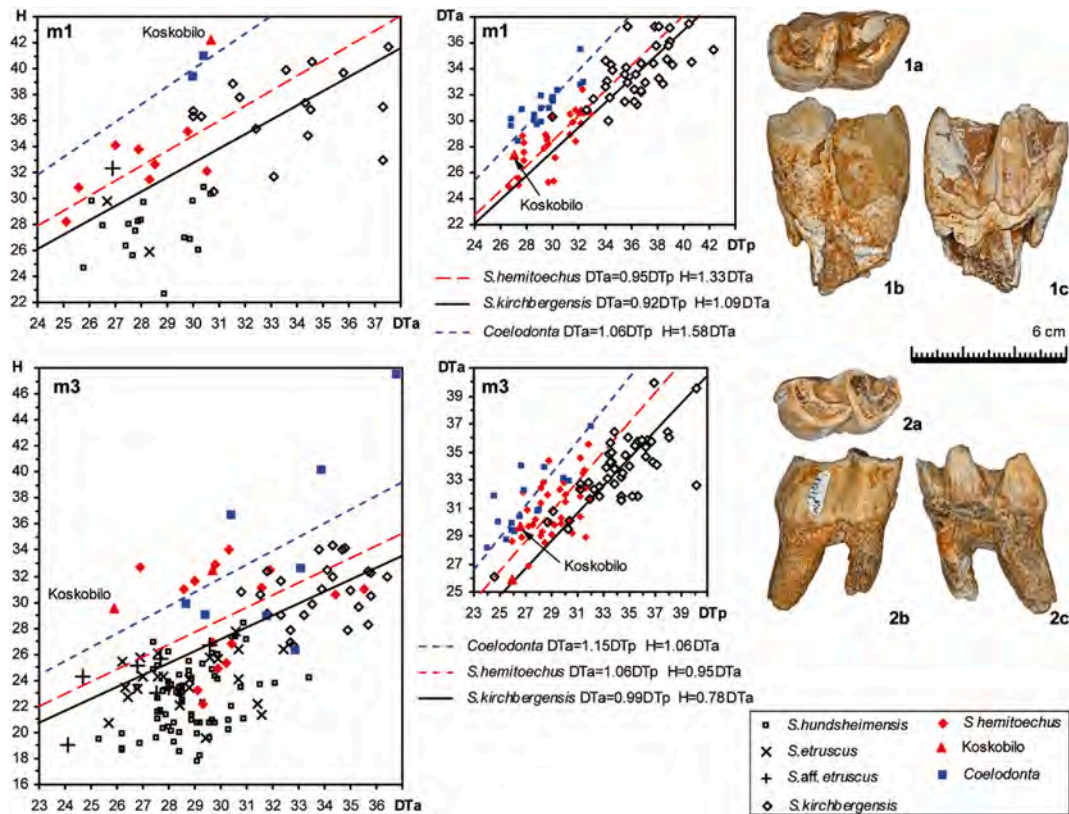 H
m1
Koskobilo
42
40
38
36
34
32
30
28
26
24
22
24 25 26 27 28 29 30 31 32 33 34 35 36 37 DTa
DTa
m1
37
34
31
28
25
22
Koskobilo
24 26 28 30 32 34 36 38 40 42
DTp
S.hemitoechus DTa=0.95DTp H=1.33DTa
S.kirchbergensis DTa=0.92DTp H=1.09DTa
Coelodonta DTa=1.06DTp H=1.58DTa
1a
1b
1c
6 cm
H
m3
46
44
42
40
38
36
34
32
30
28
26
24
22
20
18
16
Koskobilo
23 24 25 26 27 28 29 30 31 32 33 34 35 36 DTa
DTa
m3
39
37
35
33
31
29
27
25
Koskobilo
23 25 27 29 31 33 35 37 39 DTp
Coelodonta DTa=1.15DTp H=1.06DTa
S.hemitoechus DTa=1.06DTp H=0.95DTa
S.kirchbergensis DTa=0.99DTp H=0.78DTa
2a
2b
2c
S.hundsheimensis
S.etruscus
S.aff. etruscus
S.kirchbergensis
S hemitoechus
Koskobilo
Coelodonta